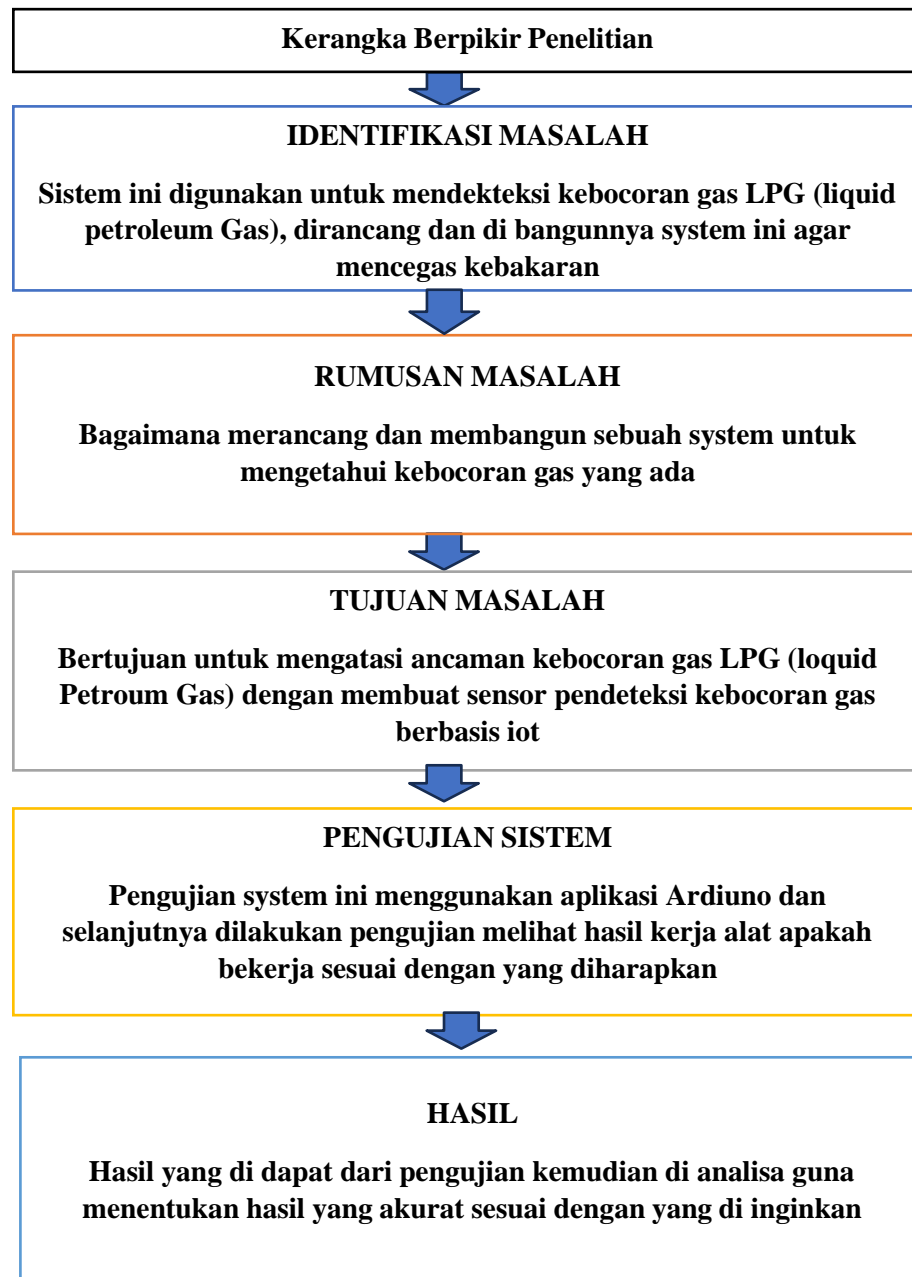 Kerangka Berpikir Penelitian
IDENTIFIKASI MASALAH
Sistem ini digunakan untuk mendekteksi kebocoran gas LPG (liquid
petroleum Gas), dirancang dan di bangunnya system ini agar
mencegas kebakaran
RUMUSAN MASALAH
Bagaimana merancang dan membangun sebuah system untuk
mengetahui kebocoran gas yang ada
TUJUAN MASALAH
Bertujuan untuk mengatasi ancaman kebocoran gas LPG (loquid
Petroum Gas) dengan membuat sensor pendeteksi kebocoran gas
berbasis iot
PENGUJIAN SISTEM
Pengujian system ini menggunakan aplikasi Ardiuno dan
selanjutnya dilakukan pengujian melihat hasil kerja alat apakah
bekerja sesuai dengan yang diharapkan
HASIL
Hasil yang di dapat dari pengujian kemudian di analisa guna
menentukan hasil yang akurat sesuai dengan yang di inginkan